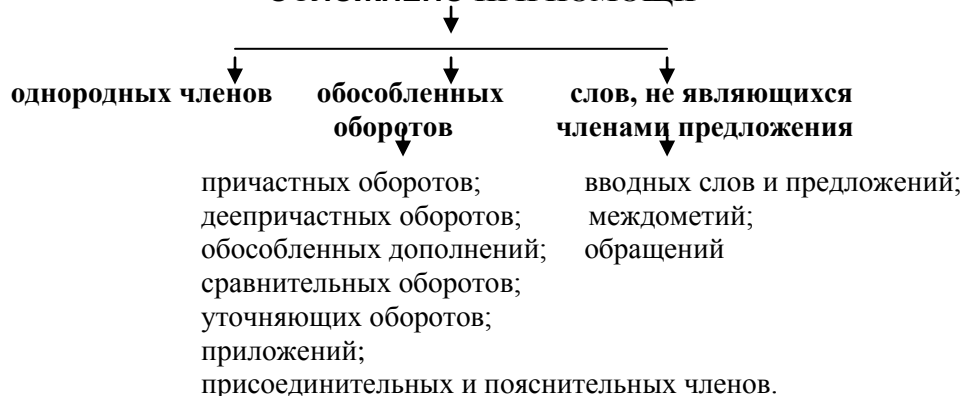 однородных членов обособленных слов, не являющихся
оборотов членами предложения
причастных оборотов; вводных слов и предложений;
деепричастных оборотов; междометий;
обособленных дополнений; обращений
сравнительных оборотов;
уточняющих оборотов;
приложений;
присоединительных и пояснительных членов.